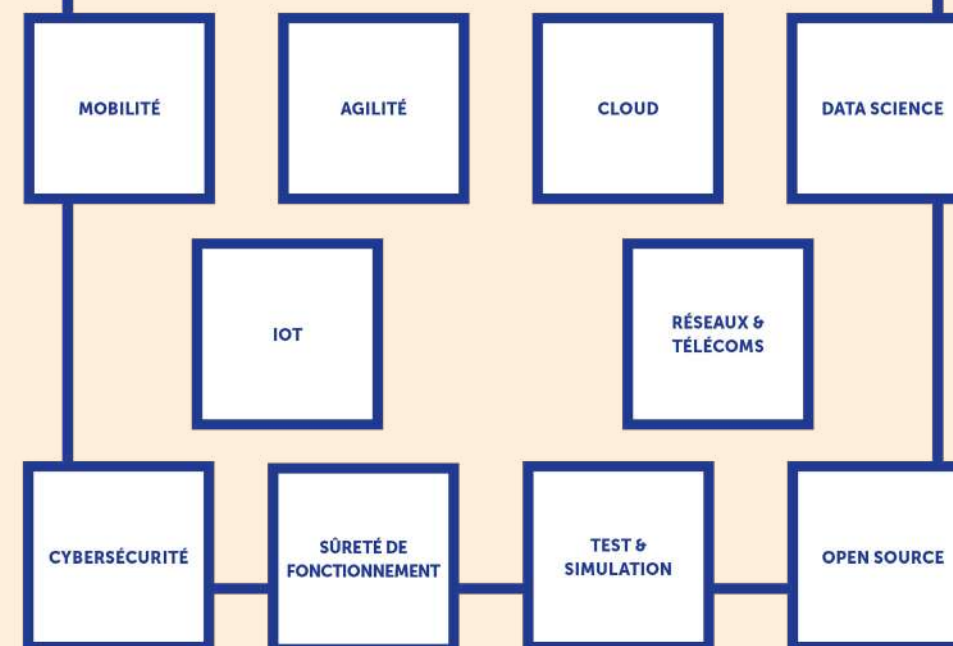 MOBILITÉ
AGILITÉ
CLOUD
DATA SCIENCE
IOT
RÉSEAUX &
TÉLÉCOMS
CYBERSÉCURITÉ
SÛRETÉ DE
FONCTIONNEMENT
TEST &
SIMULATION
OPEN SOURCE